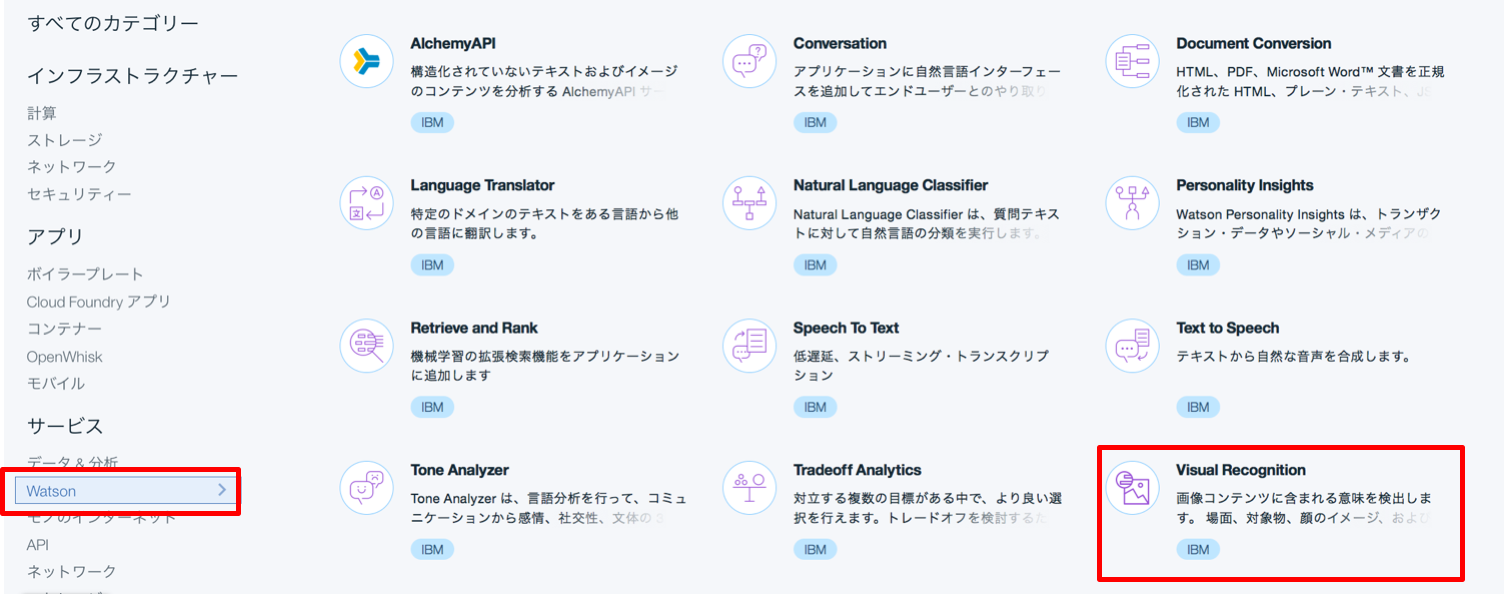 すべてのカテゴリー
インフラストラクチャー
計算
ストレージ
ネットワーク
セキュリティー
アプリ
ボイラープレート
Cloud Foundry アプリ
コンテナー
OpenWhisk
モバイル
サービス
データ & 分析
Watson
モノのインターネット
API
ネットワーク
AlchemyAPI
構造化されていないテキストおよびイメージ
のコンテンツを分析する AlchemyAPI サー
IBM
Conversation
アプリケーションに自然言語インターフェー
スを追加してエンドユーザーとのやり取り
IBM
Document Conversion
HTML、PDF、Microsoft Word™ 文書を正規
化された HTML、プレーン・テキスト、JS
IBM
Language Translator
特定のドメインのテキストをある言語から他
の言語に翻訳します。
IBM
Natural Language Classifier
Natural Language Classifier は、質問テキス
トに対して自然言語の分類を実行します。
IBM
Personality Insights
Watson Personality Insights は、トランザク
ション・データやソーシャル・メディアの
IBM
Retrieve and Rank
機械学習の拡張検索機能をアプリケーション
に追加します
IBM
Speech To Text
低遅延、ストリーミング・トランスクリプ
ション
IBM
Text to Speech
テキストから自然な音声を合成します。
IBM
Tone Analyzer
Tone Analyzer は、言語分析を行って、コミュ
ニケーションから感情、社交性、文体の 3
IBM
Tradeoff Analytics
対立する複数の目標がある中で、より良い選
択を行えます。トレードオフを検討するた
IBM
Visual Recognition
画像コンテンツに含まれる意味を検出しま
す。 場面、対象物、顔のイメージ、および
IBM